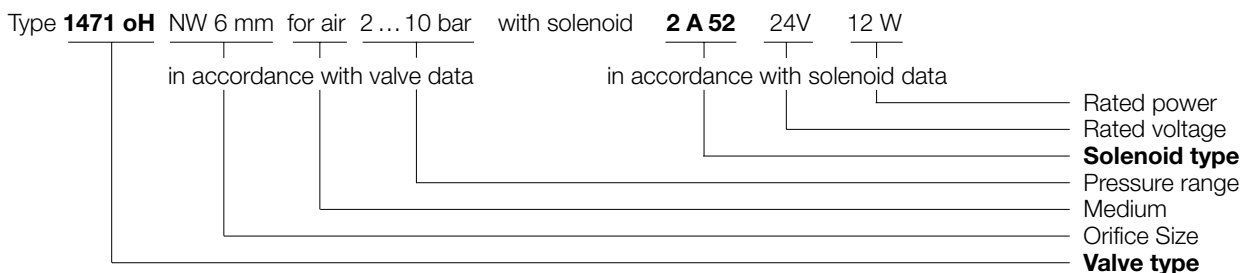 Type 1471 oH NW 6 mm for air 2 … 10 bar with solenoid 2 A 52 24V 12 W
in accordance with valve data in accordance with solenoid data
Rated power
Rated voltage
Solenoid type
Pressure range
Medium
Orifice Size
Valve type